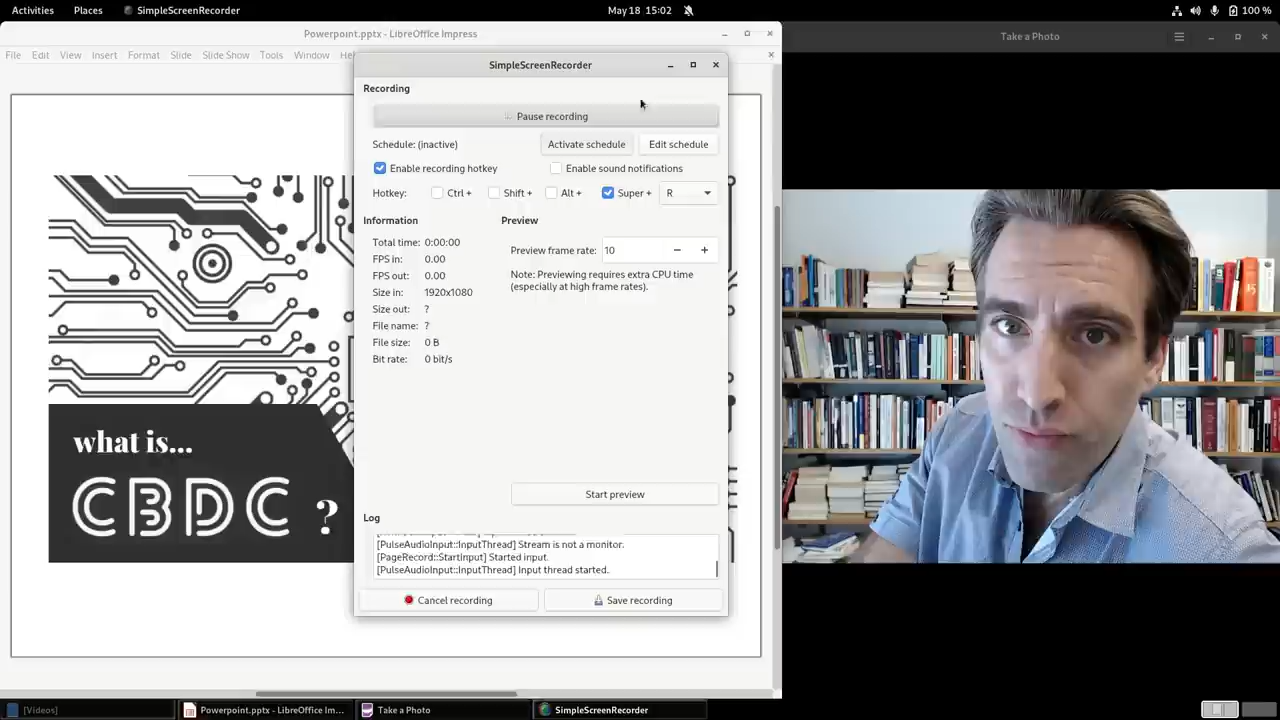 Activities Places SimpleScreenRecorder May 18 15:02 100 %
Powerpoint.pptx - LibreOffice Impress
Take a Photo
File Edit View Insert Format Slide Slide Show Tools Window
SimpleScreenRecorder
Recording
Pause recording
Schedule: (inactive) Activate schedule Edit schedule
Enable recording hotkey Enable sound notifications
Hotkey: Ctrl + Shift + Alt + Super + R
Information Preview
Total time: 0:00:00
Preview frame rate: 10
FPS in: 0.00
FPS out: 0.00
Note: Previewing requires extra CPU time
(especially at high frame rates).
Size in: 1920x1080
Size out: ?
File name: ?
File size: 0 B
Bit rate: 0 bit/s
what is...
CBDC ?
Start preview
Log
[PulseAudioInput::InputThread] Stream is not a monitor.
[PageRecord::StartInput] Started input.
[PulseAudioInput::InputThread] Input thread started.
Cancel recording Save recording
[Videos] Powerpoint.pptx - LibreOffice Im... Take a Photo SimpleScreenRecorder